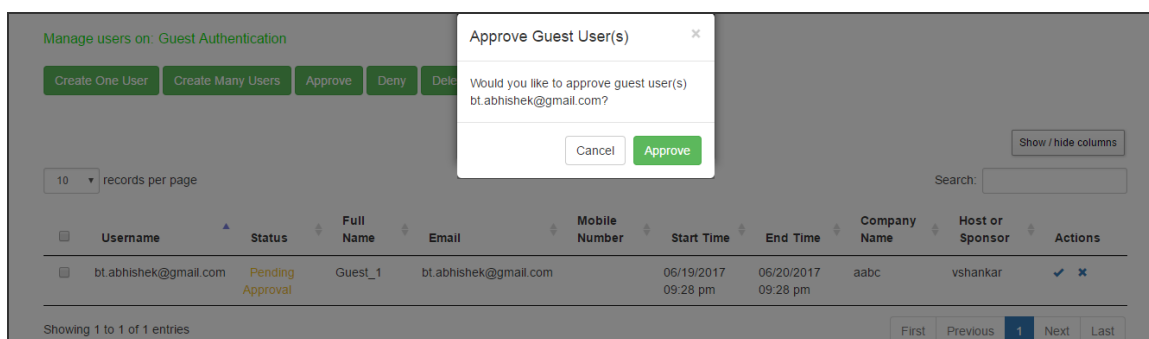 Manage users on: Guest Authentication
Create One User Create Many Users Approve Deny
Approve Guest User(s) ×
Would you like to approve guest user(s)
bt.abhishek@gmail.com?
Cancel Approve
Show / hide columns
10 records per page Search:
Username Status Full Name Email Mobile Number Start Time End Time Company Name Host or Sponsor Actions
bt.abhishek@gmail.com Pending Approval Guest_1 bt.abhishek@gmail.com 06/19/2017 09:28 pm 06/20/2017 09:28 pm aabc vshankar
Showing 1 to 1 of 1 entries First Previous 1 Next Last